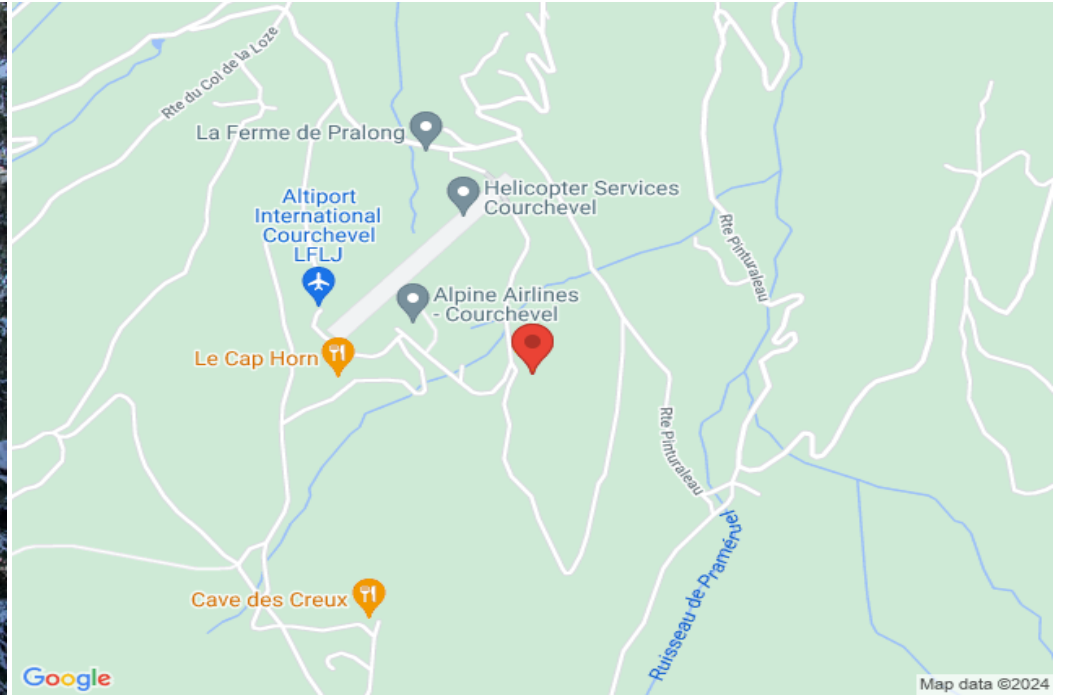 Rte du Col de la Loze
La Ferme de Pralong
Helicopter Services
Courchevel
Altiport
International
Courchevel
LFLJ
Rte Pinturaleau
Alpine Airlines
- Courchevel
Le Cap Horn
Rte Pinturaleau
Ruisseau de Praméruel
Cave des Creux
Google
Map data ©2024